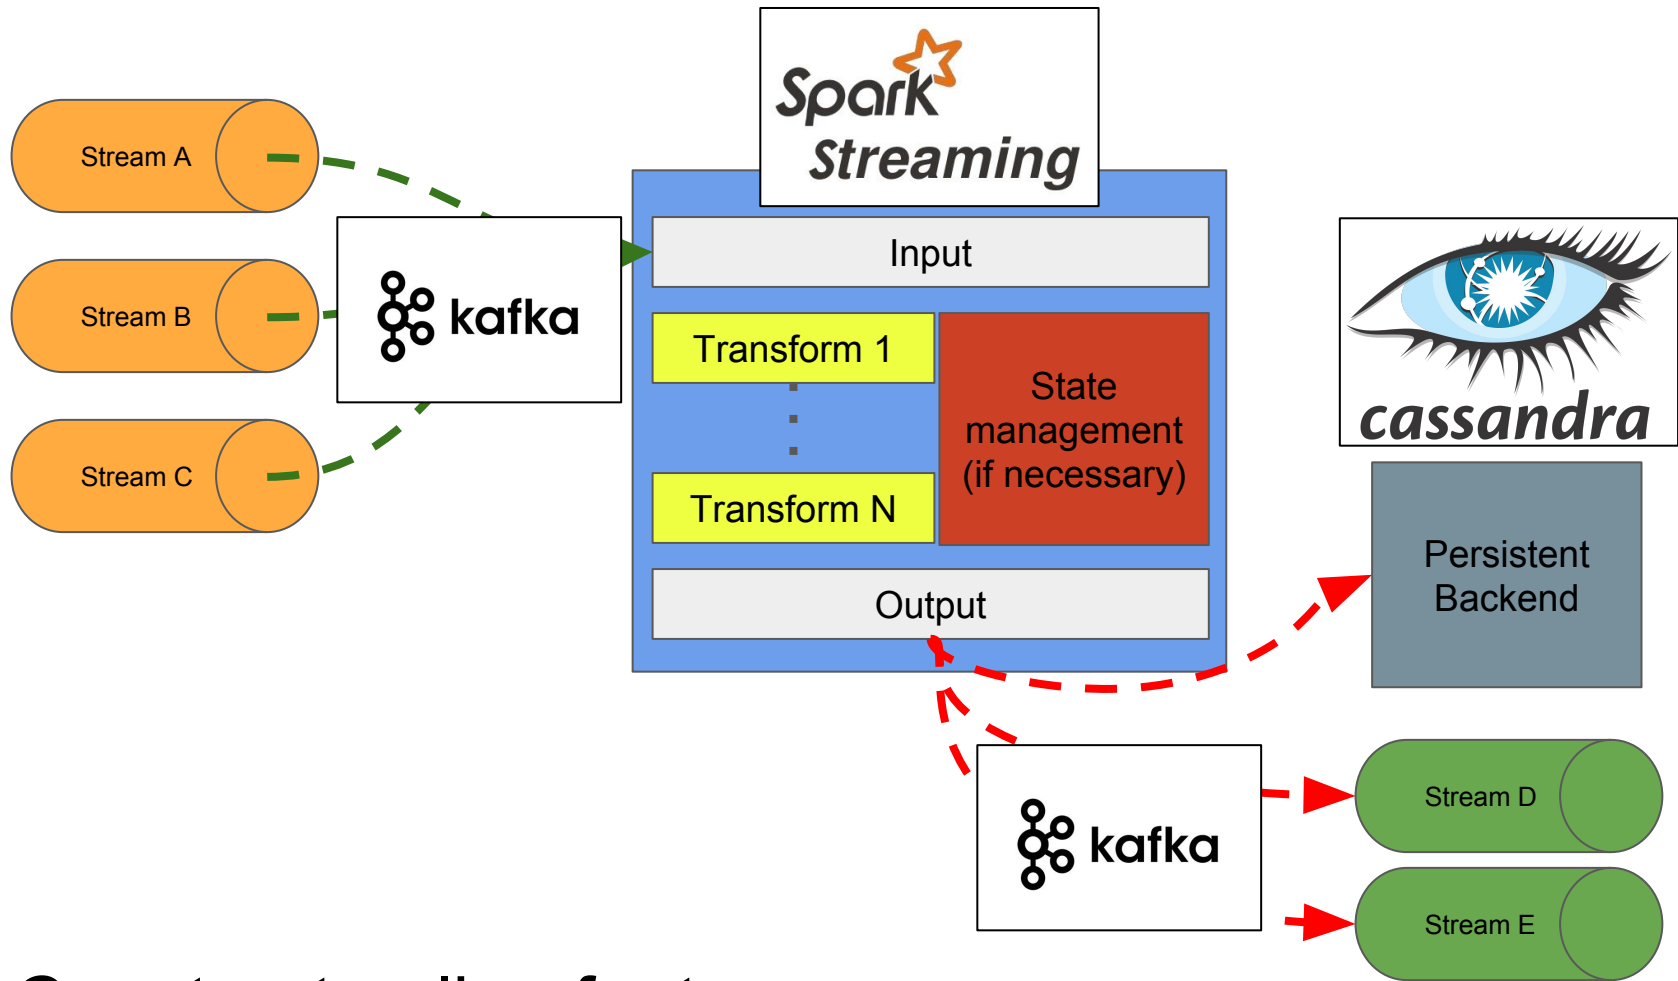 Spark
Streaming
Stream A
Stream B
Stream C
kafka
Input
Transform 1
Transform N
State
management
(if necessary)
Output
cassandra
Persistent
Backend
kafka
Stream D
Stream E